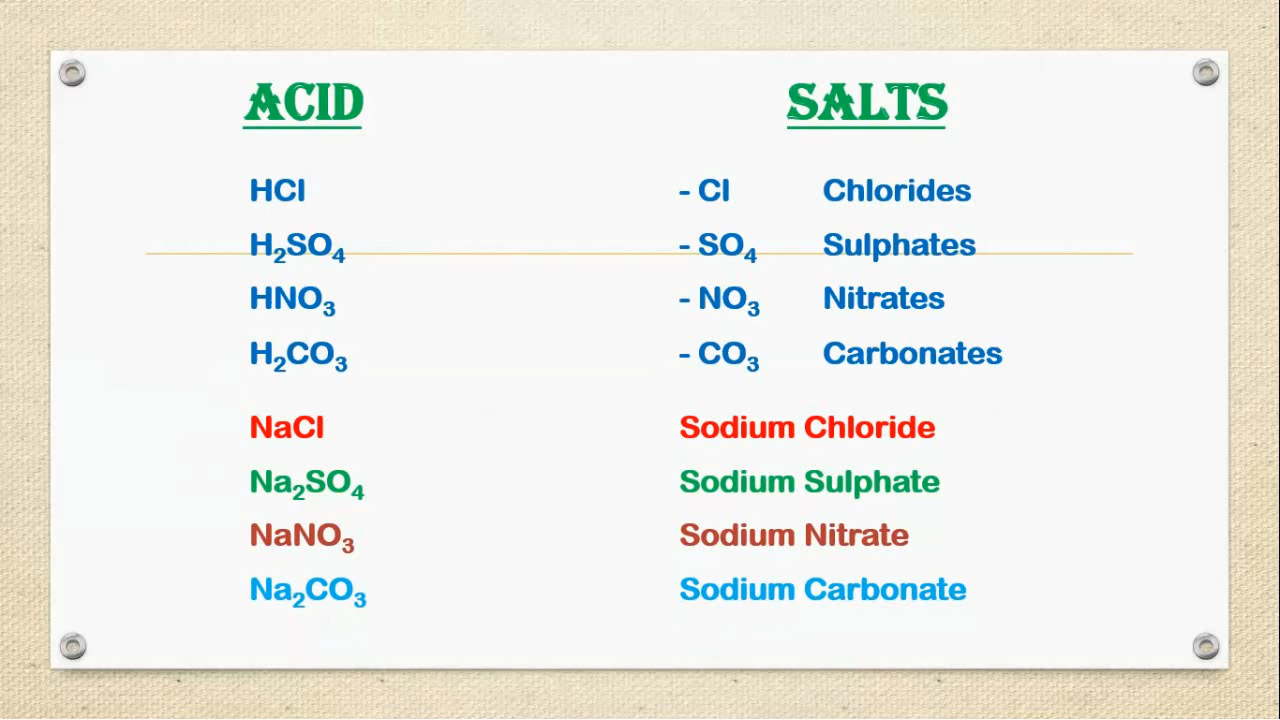 ACID SALTS
HCl - Cl Chlorides
H₂SO₄ - SO₄ Sulphates
HNO₃ - NO₃ Nitrates
H₂CO₃ - CO₃ Carbonates
NaCl Sodium Chloride
Na₂SO₄ Sodium Sulphate
NaNO₃ Sodium Nitrate
Na₂CO₃ Sodium Carbonate